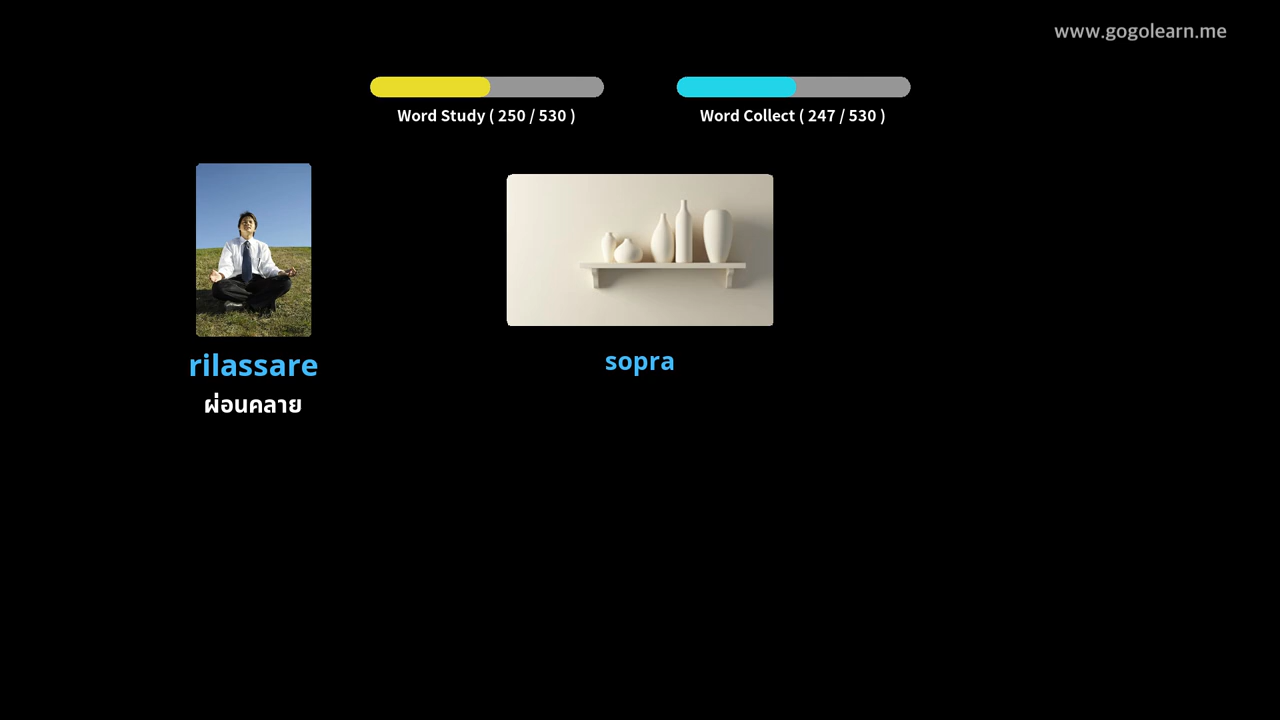 www.gogolearn.me
Word Study ( 250 / 530 )
Word Collect ( 247 / 530 )
rilassare
ผ่อนคลาย
sopra